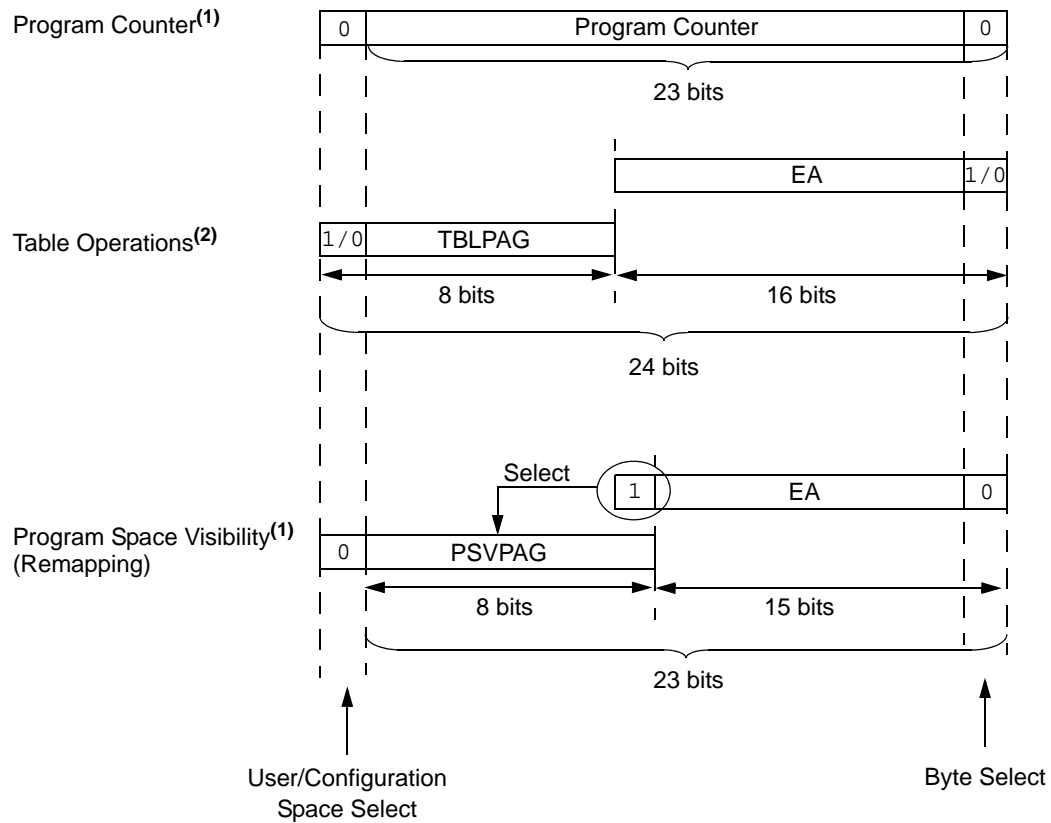 Program Counter(1)
0
Program Counter
0
23 bits
EA
1/0
Table Operations(2)
1/0
TBLPAG
8 bits
16 bits
24 bits
Select
1
EA
0
Program Space Visibility(1)
(Remapping)
0
PSVPAG
8 bits
15 bits
23 bits
User/Configuration
Space Select
Byte Select